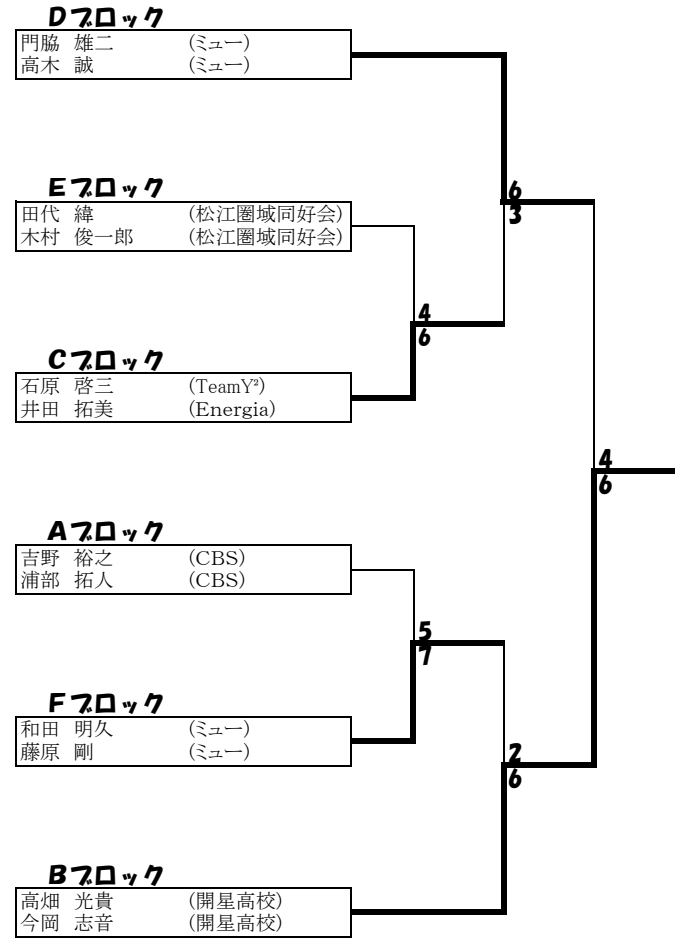 Dブロック
門脇 雄二 (ミュー)
高木 誠 (ミュー)
Eブロック
6
3
田代 緯 (松江圏域同好会)
木村 俊一郎 (松江圏域同好会)
4
6
Cブロック
石原 啓三 (TeamY²)
井田 拓美 (Energia)
4
6
Aブロック
吉野 裕之 (CBS)
浦部 拓人 (CBS)
5
7
Fブロック
和田 明久 (ミュー)
藤原 剛 (ミュー)
2
6
Bブロック
高畑 光貴 (開星高校)
今岡 志音 (開星高校)